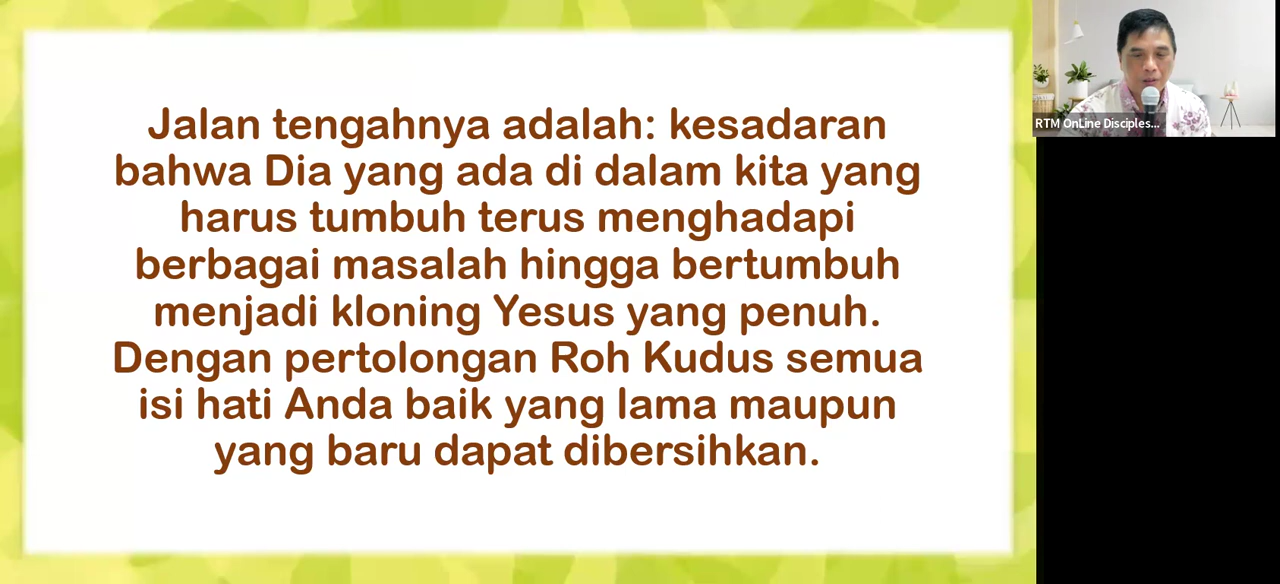 Jalan tengahnya adalah: kesadaran
bahwa Dia yang ada di dalam kita yang
harus tumbuh terus menghadapi
berbagai masalah hingga bertumbuh
menjadi kloning Yesus yang penuh.
Dengan pertolongan Roh Kudus semua
isi hati Anda baik yang lama maupun
yang baru dapat dibersihkan.
RTM OnLine Disciples...